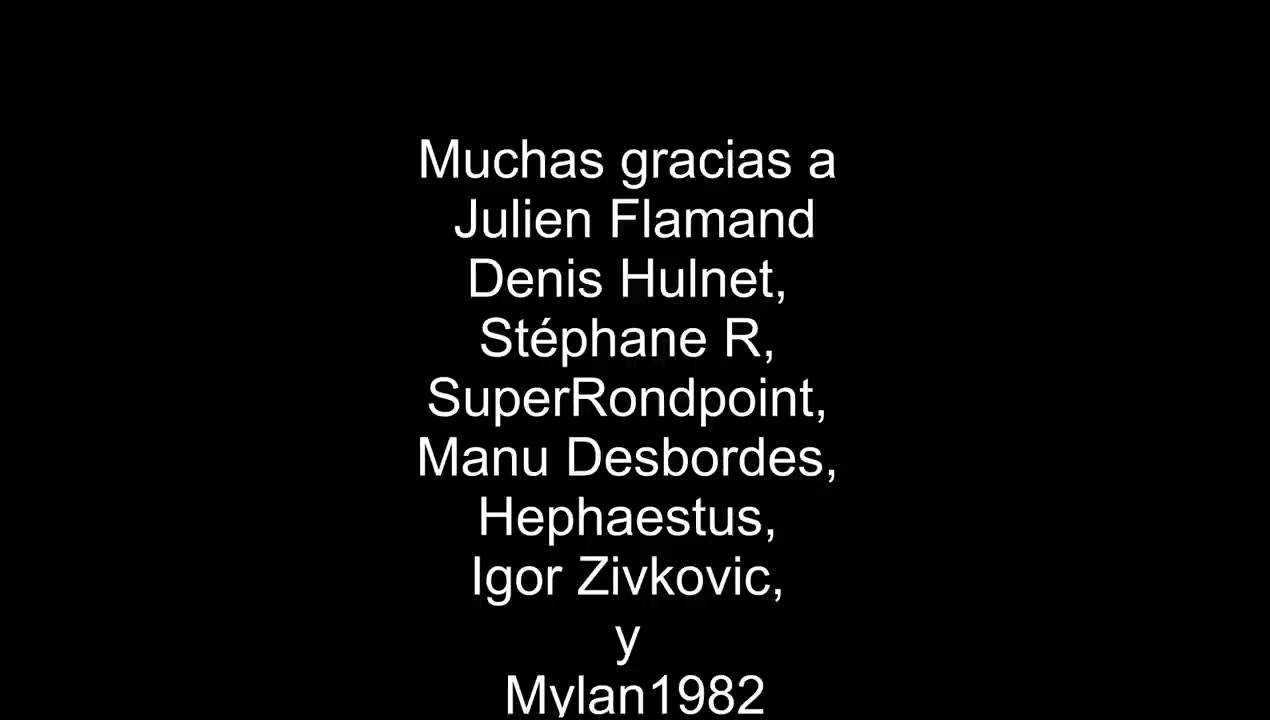 Muchas gracias a
Julien Flamand
Denis Hulnet,
Stéphane R,
SuperRondpoint,
Manu Desbordes,
Hephaestus,
Igor Zivkovic,
y
Mylan1982